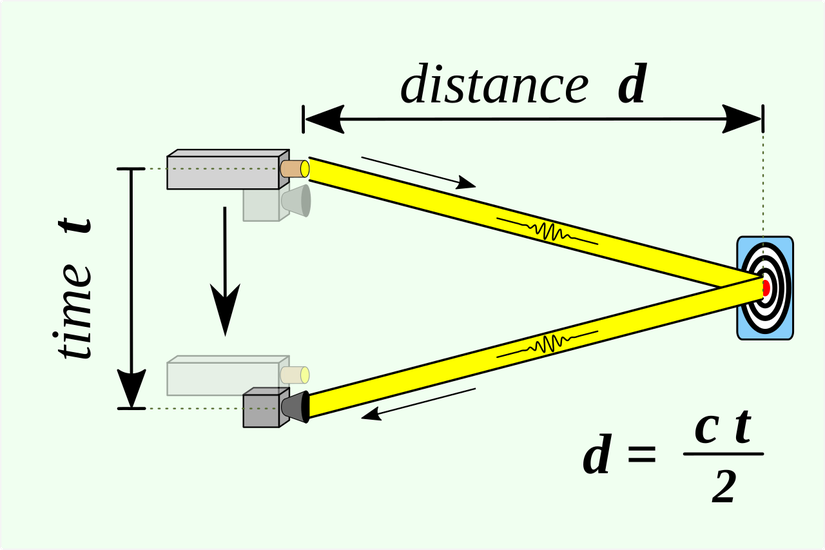 distance d
time t
d = c t
2